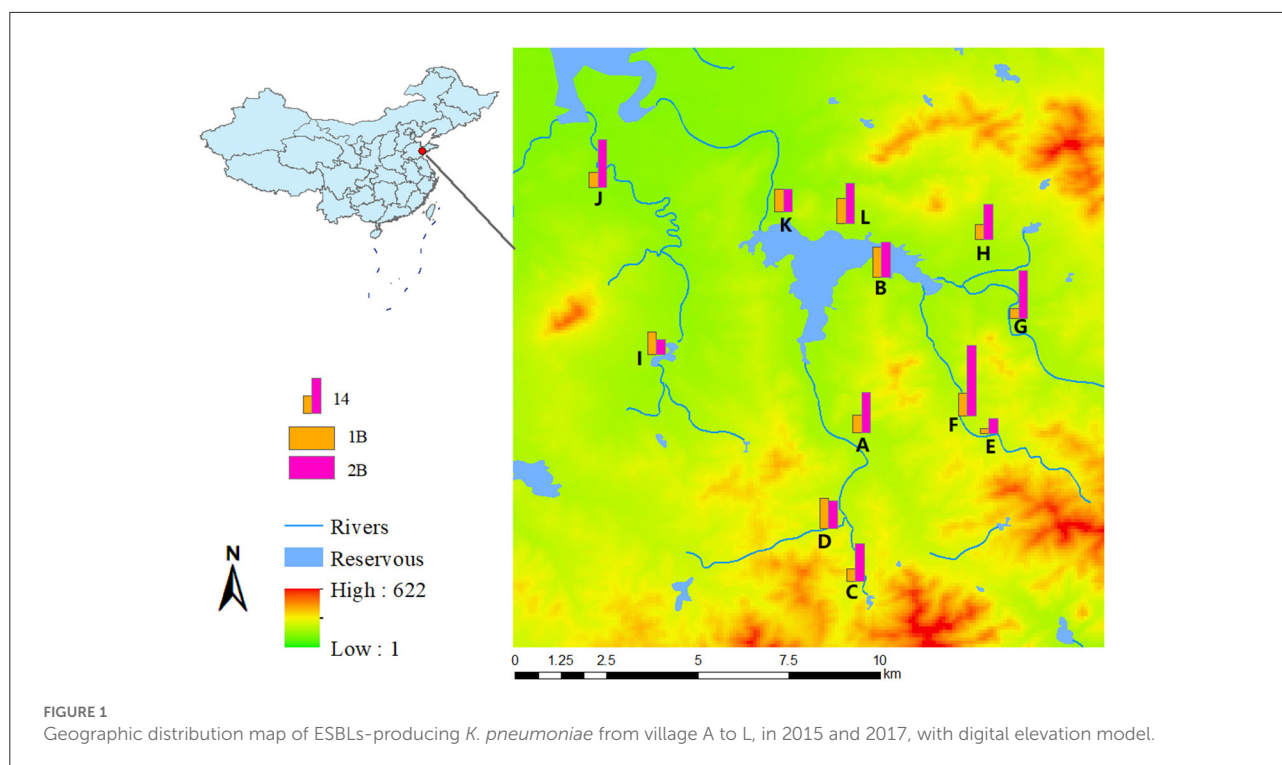 J
K
L
H
B
G
I
14
1B
A
F
2B
E
Rivers
D
N
Reservous
High : 622
C
Low : 1
0 1.25 2.5 5 7.5 10
km
FIGURE 1
Geographic distribution map of ESBLs-producing K. pneumoniae from village A to L, in 2015 and 2017, with digital elevation model.